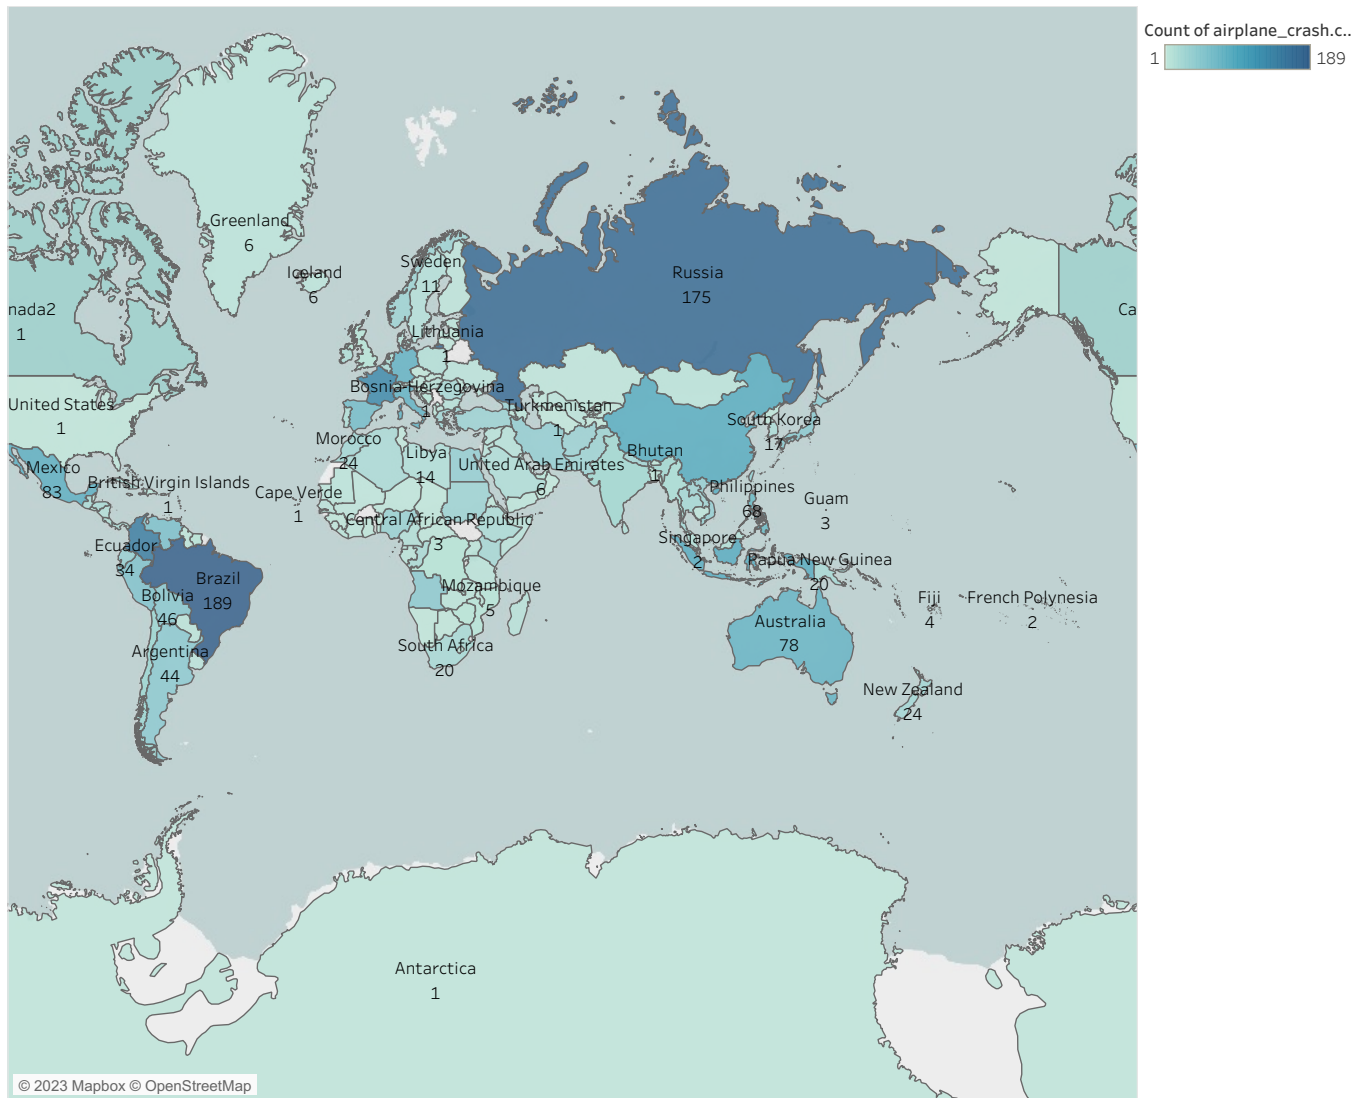 Count of airplane_crash.c..
1
189
Greenland
6
Iceland
6
Sweden
11
Russia
175
nada2
1
Ca
Lithuania
1
United States
1
Bosnia-Herzegovina
1
Turkmenistan
1
South Korea
17
Morocco
24
Libya
14
Bhutan
1
United Arab Emirates
6
Mexico
83
British Virgin Islands
1
Cape Verde
1
Philippines
68
Guam
3
Central African Republic
3
Singapore
2
Ecuador
34
Papua New Guinea
20
Brazil
189
Mozambique
5
Bolivia
46
Fiji
4
French Polynesia
2
Australia
78
Argentina
44
South Africa
20
New Zealand
24
Antarctica
1
© 2023 Mapbox © OpenStreetMap